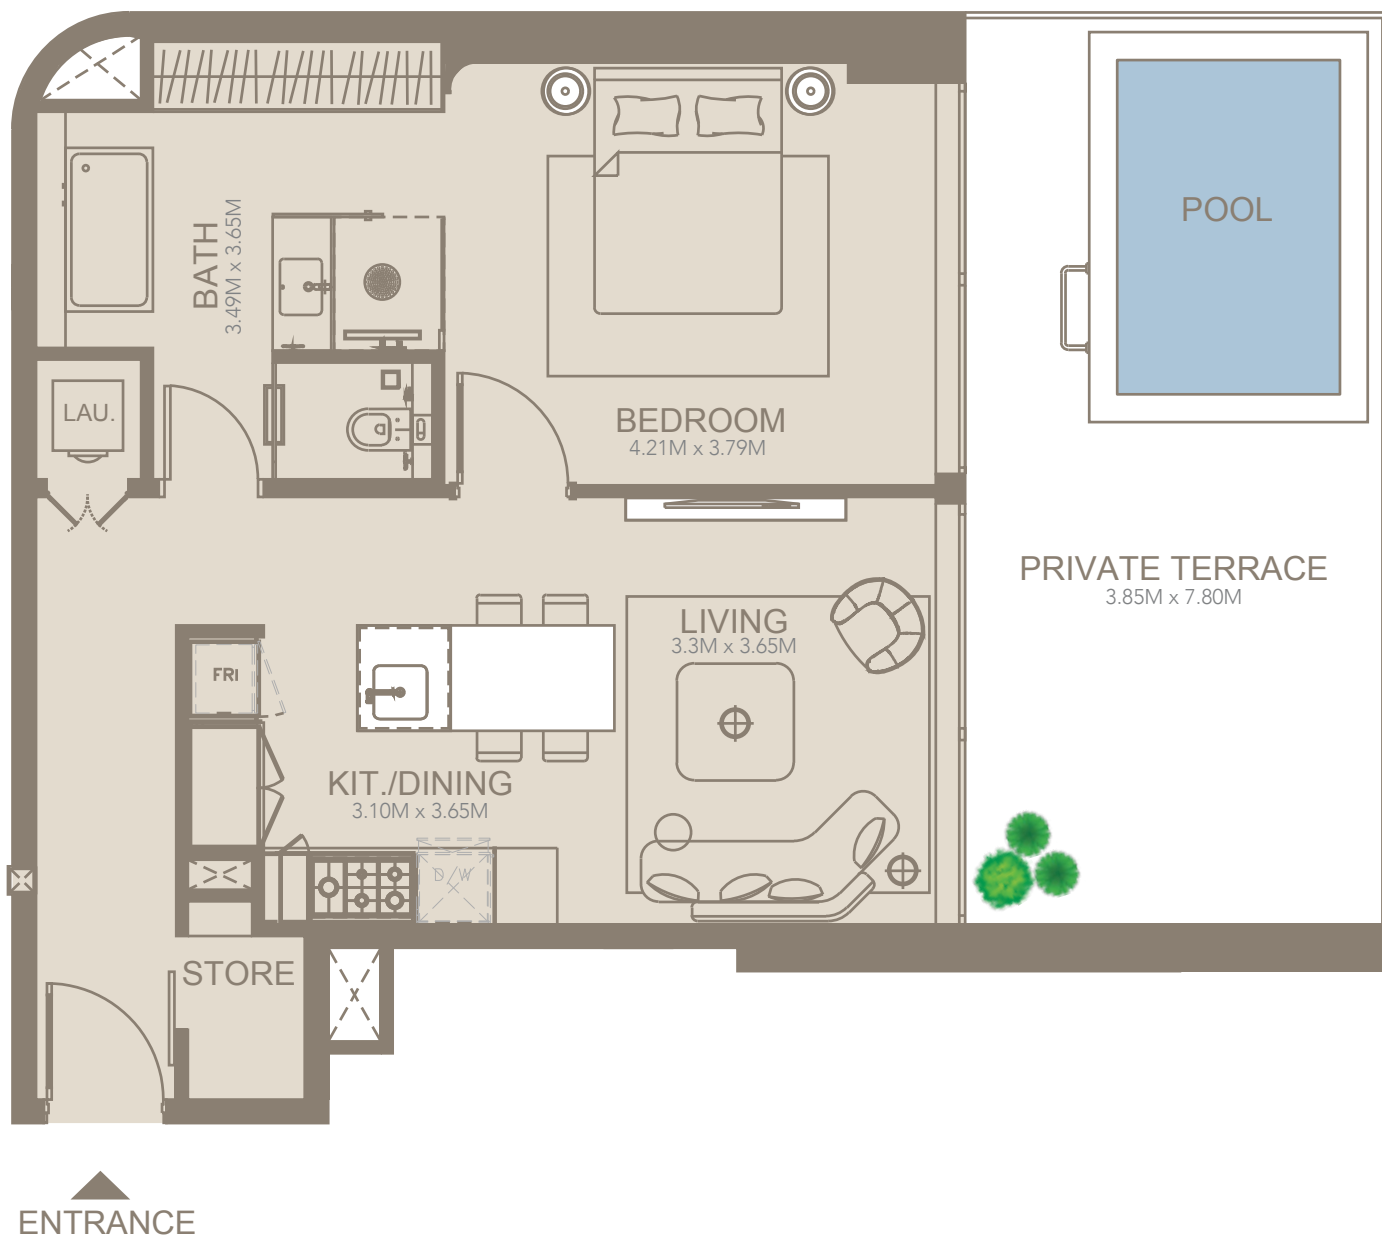 POOL
BATH
3.49M x 3.65M
LAU.
BEDROOM
4.21M x 3.79M
PRIVATE TERRACE
3.85M x 7.80M
LIVING
3.3M x 3.65M
FRI
KIT./DINING
3.10M x 3.65M
D/W
STORE
ENTRANCE